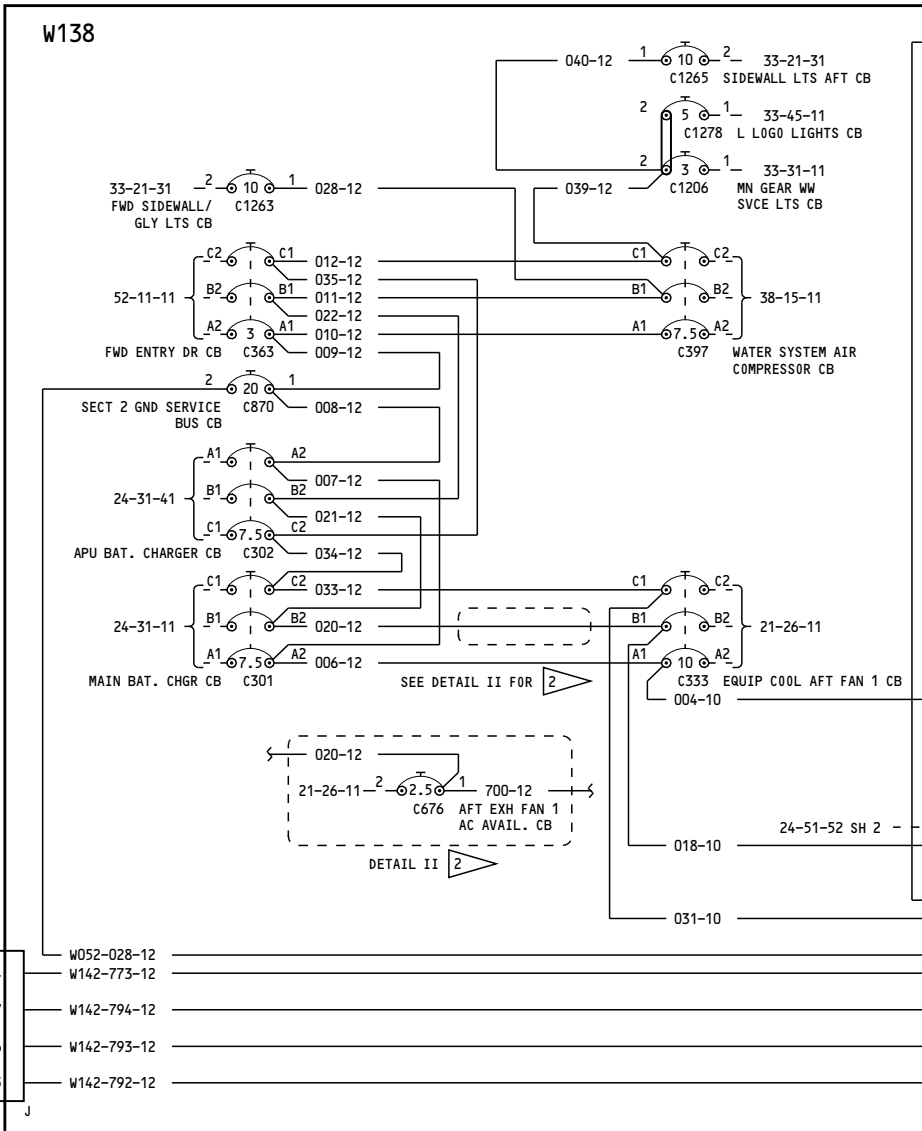 W138
040-12 1 10 2 33-21-31
C1265 SIDEWALL LTS AFT CB
2 5 1 33-45-11
C1278 L LOGO LIGHTS CB
2 3 1 33-31-11
039-12 C1206 MN GEAR WW
SVCE LTS CB
33-21-31 2 10 1 028-12
FWD SIDEWALL/ C1263
GLY LTS CB
C2 C1 012-12 C1 C2
035-12
52-11-11 B2 B1 011-12 B1 B2 38-15-11
022-12
A2 3 A1 010-12 A1 7.5 A2
FWD ENTRY DR CB C363 009-12 C397 WATER SYSTEM AIR
COMPRESSOR CB
2 20 1
SECT 2 GND SERVICE C870 008-12
BUS CB
A1 A2
007-12
24-31-41 B1 B2
021-12
C1 7.5 C2
APU BAT. CHARGER CB C302 034-12
C1 C2 033-12 C1 C2
24-31-11 B1 B2 020-12 B1 B2 21-26-11
A1 7.5 A2 006-12 A1 10 A2
MAIN BAT. CHGR CB C301 SEE DETAIL II FOR 2 C333 EQUIP COOL AFT FAN 1 CB
004-10
020-12
21-26-11 2 2.5 1 700-12
C676 AFT EXH FAN 1
AC AVAIL. CB
24-51-52 SH 2
018-10
DETAIL II 2
031-10
W052-028-12
W142-773-12
W142-794-12
W142-793-12
W142-792-12
J